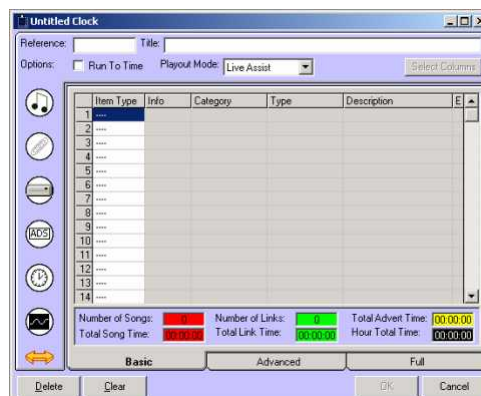 Untitled Clock
Reference: Title:
Options: Run To Time Playout Mode: Live Assist Select Columns
Item Type Info Category Type Description E
1 ----
2 ----
3 ----
4 ----
5 ----
6 ----
7 ----
8 ----
9 ----
10 ----
11 ----
12 ----
13 ----
14 ----
ADS
Number of Songs: 0 Number of Links: 0 Total Advert Time: 00:00:00
Total Song Time: 00:00:00 Total Link Time: 00:00:00 Hour Total Time: 00:00:00
Basic Advanced Full
Delete Clear OK Cancel